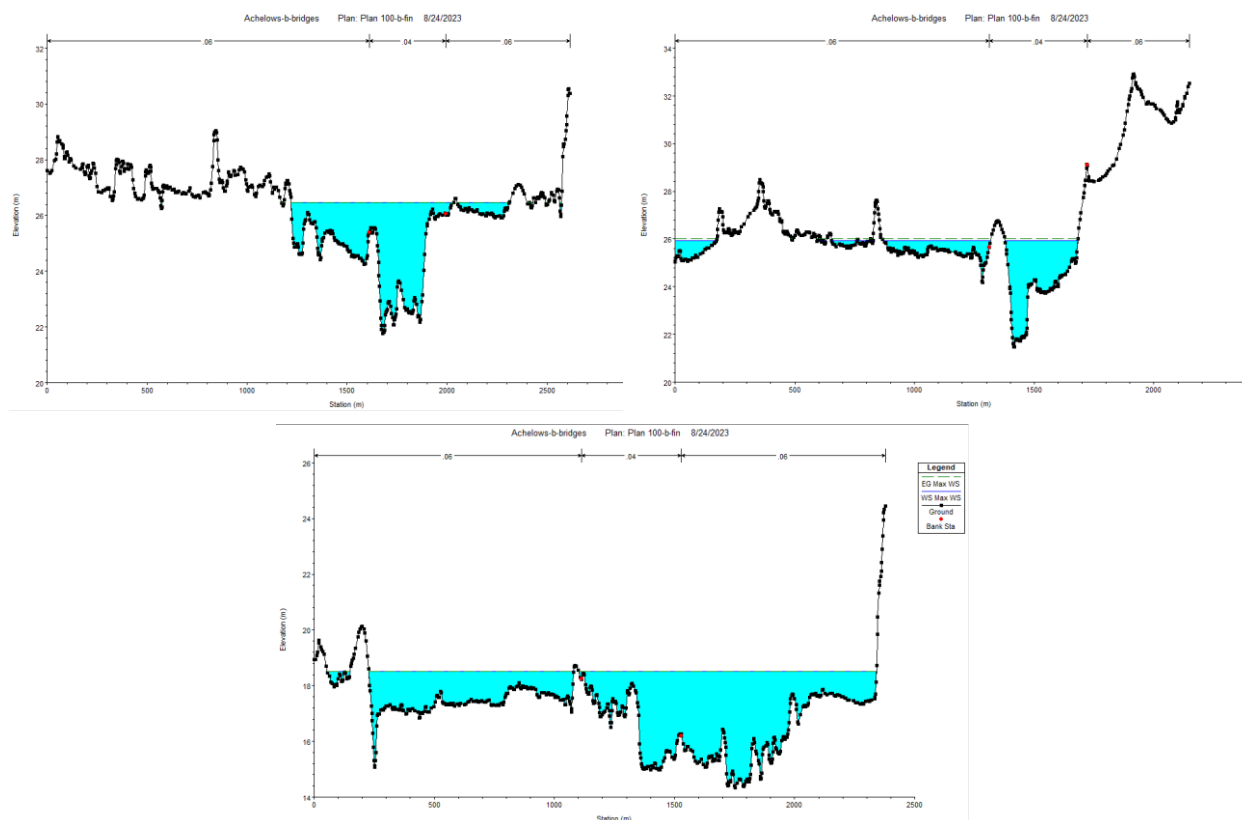 Achelows-b-bridges Plan: Plan 100-b-fin 8/24/2023
.06 .04 .06
32
30
28
26
24
22
20
Elevation (m)
0 500 1000 1500 2000 2500
Station (m)
Achelows-b-bridges Plan: Plan 100-b-fin 8/24/2023
.06 .04 .06
34
32
30
28
26
24
22
20
Elevation (m)
0 500 1000 1500 2000
Station (m)
Achelows-b-bridges Plan: Plan 100-b-fin 8/24/2023
.06 .04 .06
26
24
22
20
18
16
14
Elevation (m)
0 500 1000 1500 2000 2500
Station (m)
Legend
EG Max WS
WS Max WS
Ground
Bank Sta